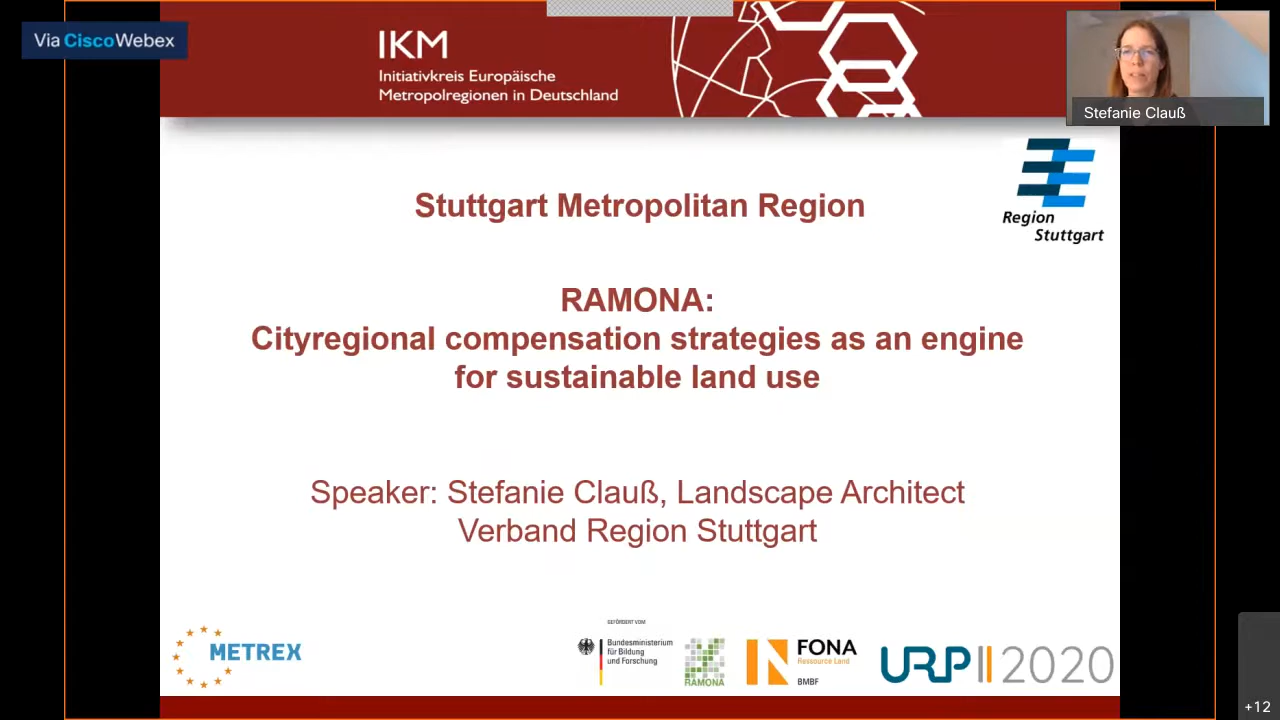 Via CiscoWebex
IKM
Initiativkreis Europäische
Metropolregionen in Deutschland
Stefanie Clauß
Region
Stuttgart
Stuttgart Metropolitan Region
RAMONA:
Cityregional compensation strategies as an engine
for sustainable land use
Speaker: Stefanie Clauß, Landscape Architect
Verband Region Stuttgart
METREX
GEFÖRDERT VOM
Bundesministerium
für Bildung
und Forschung
RAMONA
FONA
Ressource Land
BMBF
URP 2020
+12